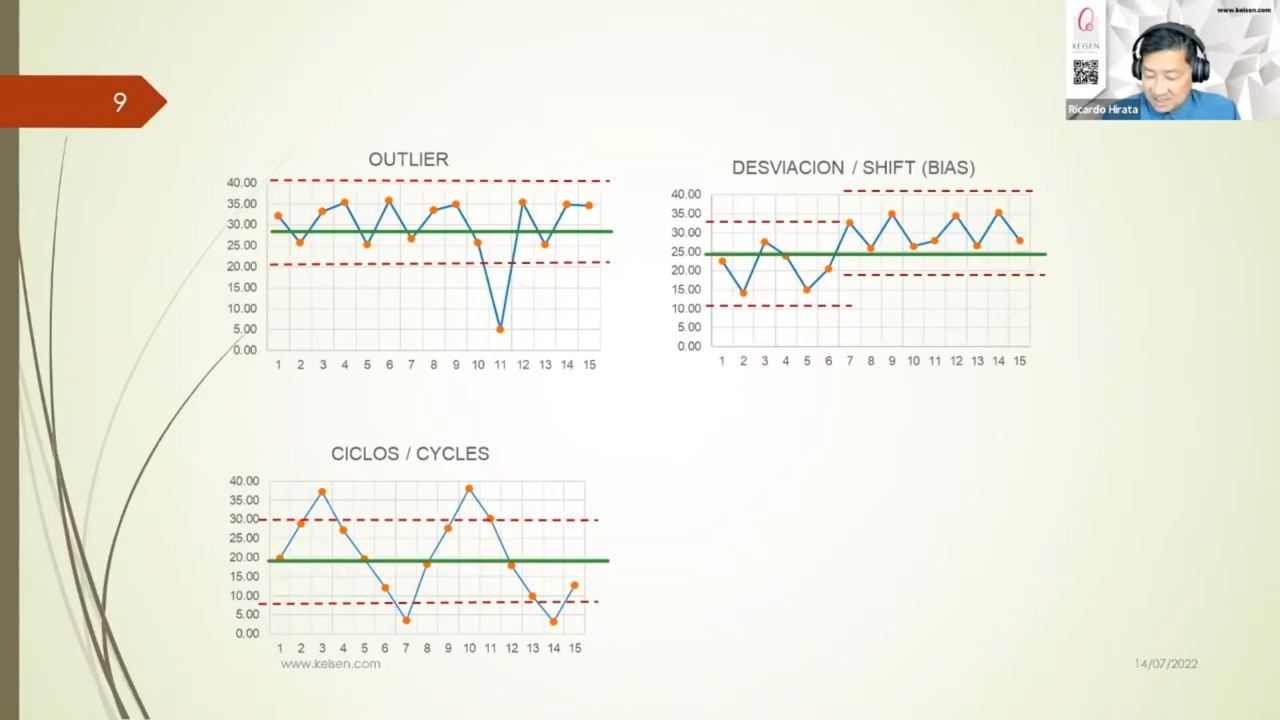 www.keisen.com
KEISEN
Ricardo Hirata
9
OUTLIER
40.00
35.00
30.00
25.00
20.00
15.00
10.00
5.00
0.00
1 2 3 4 5 6 7 8 9 10 11 12 13 14 15
DESVIACION / SHIFT (BIAS)
40.00
35.00
30.00
25.00
20.00
15.00
10.00
5.00
0.00
1 2 3 4 5 6 7 8 9 10 11 12 13 14 15
CICLOS / CYCLES
40.00
35.00
30.00
25.00
20.00
15.00
10.00
5.00
0.00
1 2 3 4 5 6 7 8 9 10 11 12 13 14 15
www.keisen.com
14/07/2022